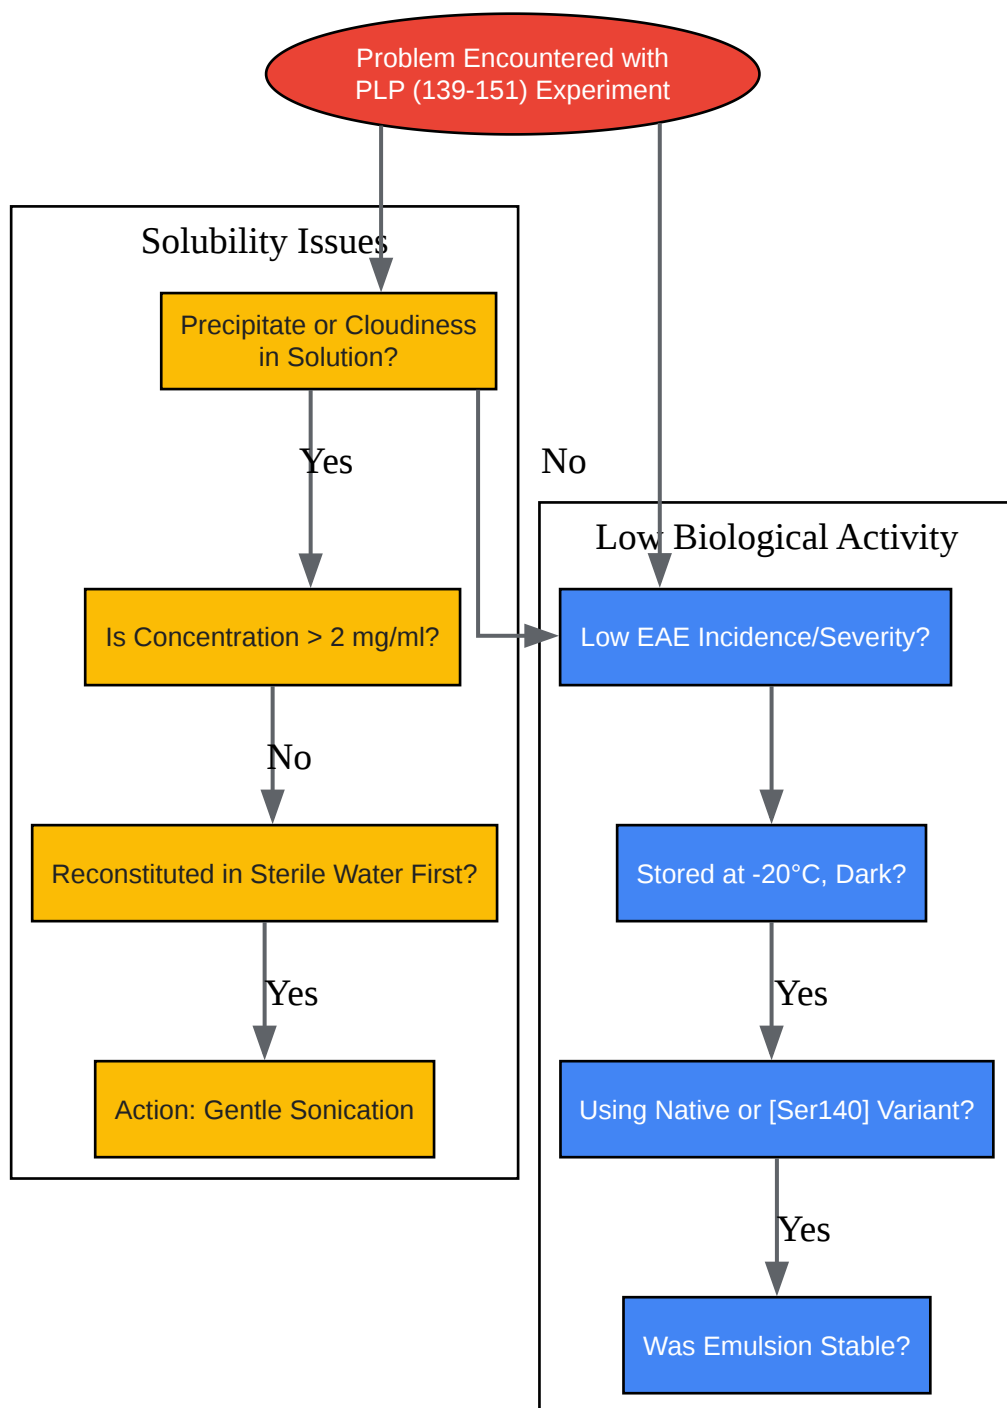 Problem Encountered with
PLP (139-151) Experiment
Solubility Issues
Precipitate or Cloudiness
in Solution?
Yes
No
Low Biological Activity
Is Concentration > 2 mg/ml?
Low EAE Incidence/Severity?
No
Reconstituted in Sterile Water First?
Stored at -20°C, Dark?
Yes
Yes
Action: Gentle Sonication
Using Native or [Ser140] Variant?
Yes
Was Emulsion Stable?